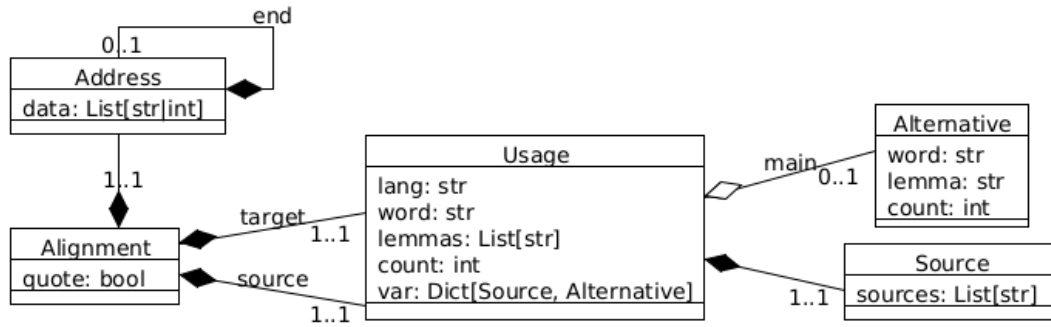 end
0..1
Address
data: List[str|int]
1..1
Alignment
quote: bool
target
1..1
source
1..1
Usage
lang: str
word: str
lemmas: List[str]
count: int
var: Dict[Source, Alternative]
main
0..1
Alternative
word: str
lemma: str
count: int
1..1
Source
sources: List[str]